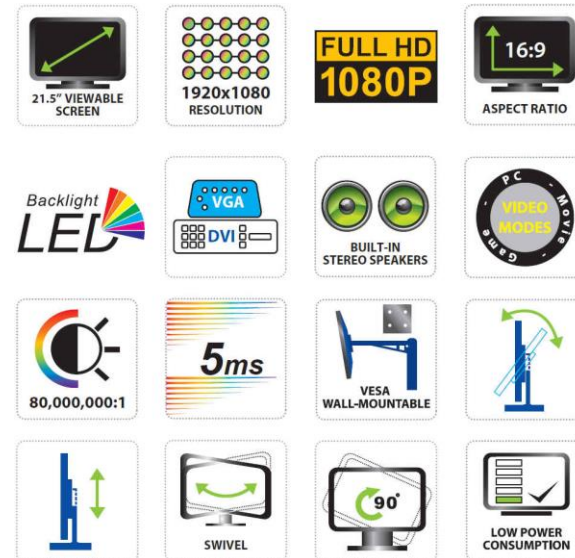 21.5" VIEWABLE
SCREEN
1920x1080
RESOLUTION
FULL HD
1080P
16:9
ASPECT RATIO
Backlight
LED
VGA
DVI
BUILT-IN
STEREO SPEAKERS
Game - PC - Movie -
VIDEO
MODES
80,000,000:1
5ms
VESA
WALL-MOUNTABLE
SWIVEL
90°
LOW POWER
CONSUMPTION